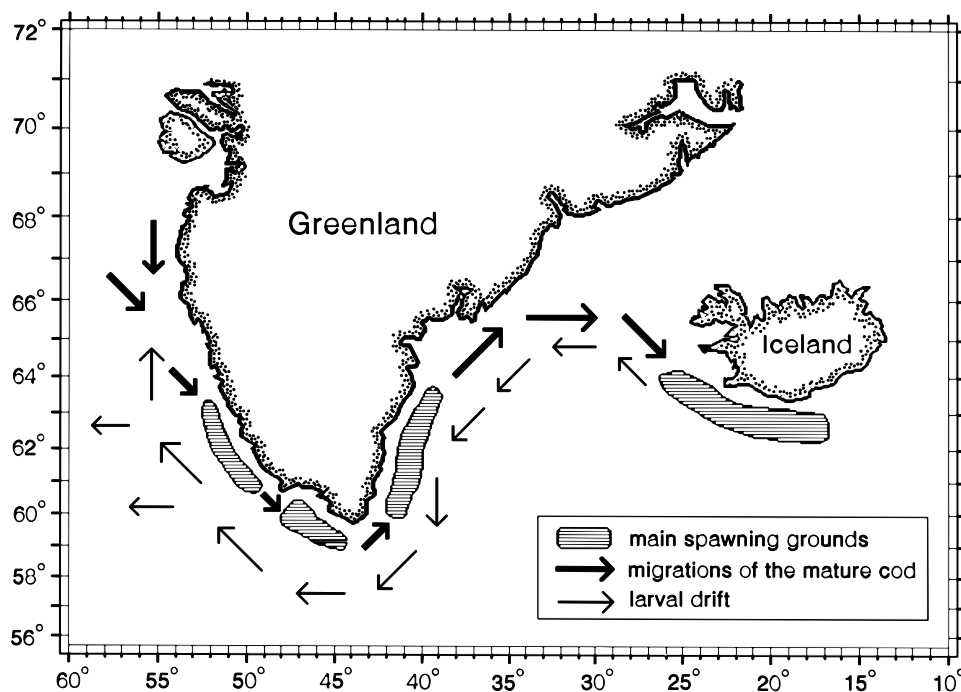 72°
70°
68°
66°
64°
62°
60°
58°
56°
Greenland
Iceland
main spawning grounds
migrations of the mature cod
larval drift
60° 55° 50° 45° 40° 35° 30° 25° 20° 15° 10°